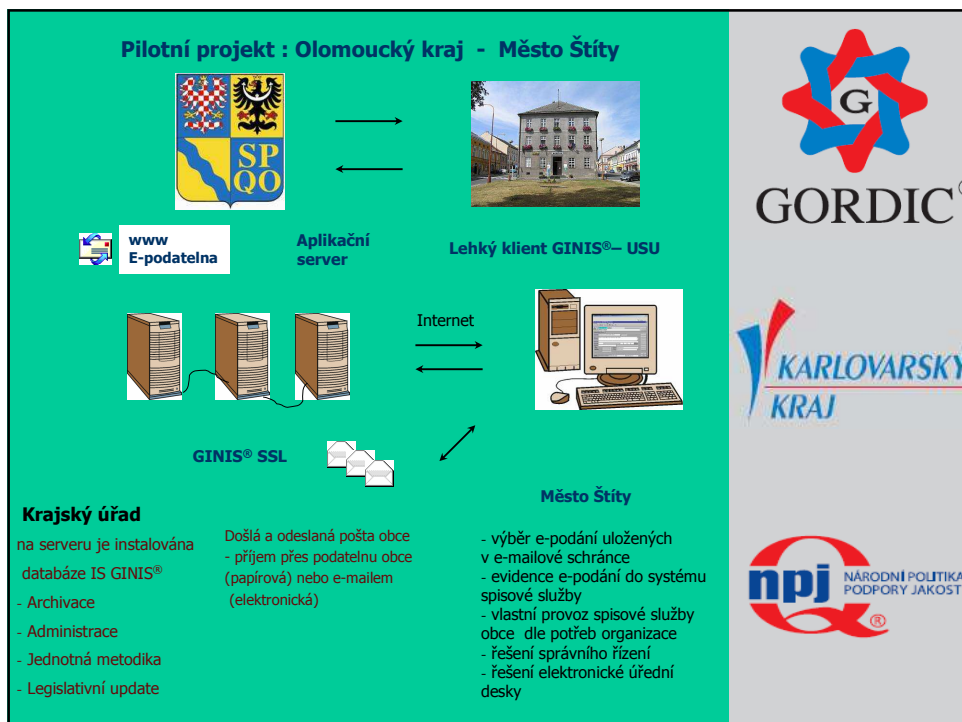 Pilotní projekt : Olomoucký kraj - Město Štíty
SP
QO
www
E-podatelna
Aplikační
server
Lehký klient GINIS®– USU
Internet
GINIS® SSL
Krajský úřad
na serveru je instalována
databáze IS GINIS®
- Archivace
- Administrace
- Jednotná metodika
- Legislativní update
Došlá a odeslaná pošta obce
- příjem přes podatelnu obce
(papírová) nebo e-mailem
(elektronická)
Město Štíty
- výběr e-podání uložených
v e-mailové schránce
- evidence e-podání do systému
spisové služby
- vlastní provoz spisové služby
obce dle potřeb organizace
- řešení správního řízení
- řešení elektronické úřední
desky
G
GORDIC®
KARLOVARSKÝ
KRAJ
npj
NÁRODNÍ POLITIKA
PODPORY JAKOSTI
®